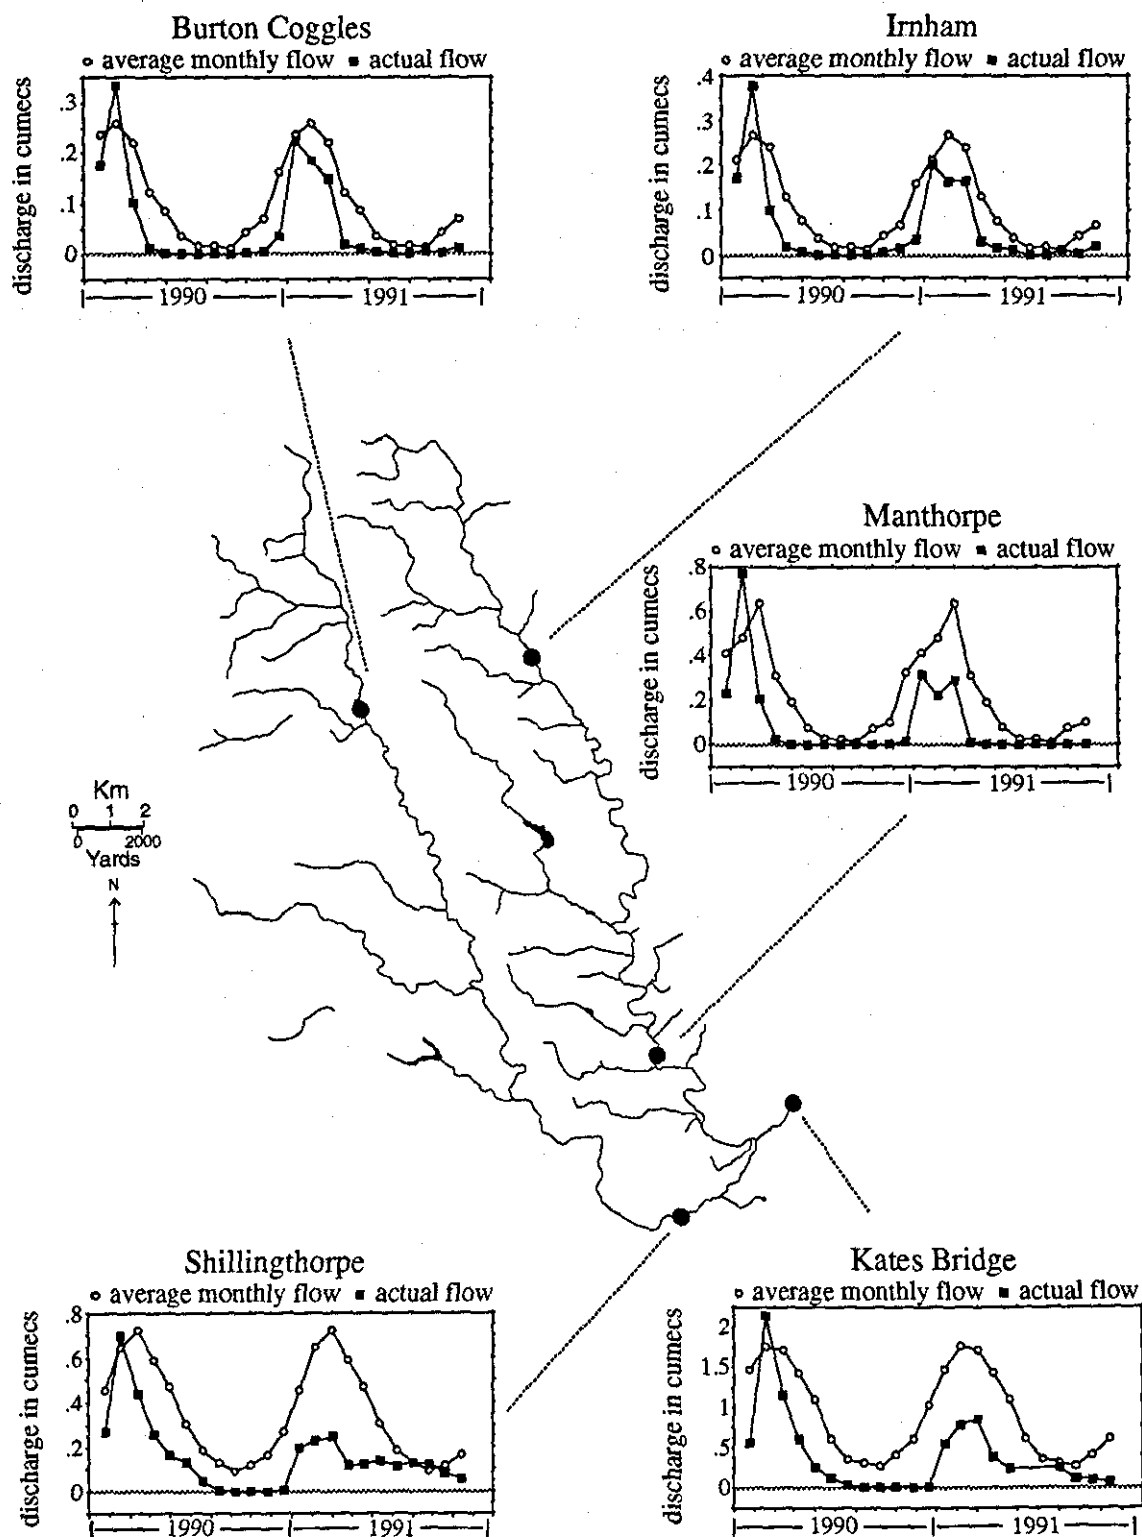 Burton Coggles
average monthly flow actual flow
discharge in cumecs
.3
.2
.1
0
1990 1991
Irnham
average monthly flow actual flow
discharge in cumecs
.4
.3
.2
.1
0
1990 1991
Manthorpe
average monthly flow actual flow
discharge in cumecs
.8
.6
.4
.2
0
1990 1991
Km
0 1 2
0 2000
Yards
N
Shillingthorpe
average monthly flow actual flow
discharge in cumecs
.8
.6
.4
.2
0
1990 1991
Kates Bridge
average monthly flow actual flow
discharge in cumecs
2
1.5
1
.5
0
1990 1991